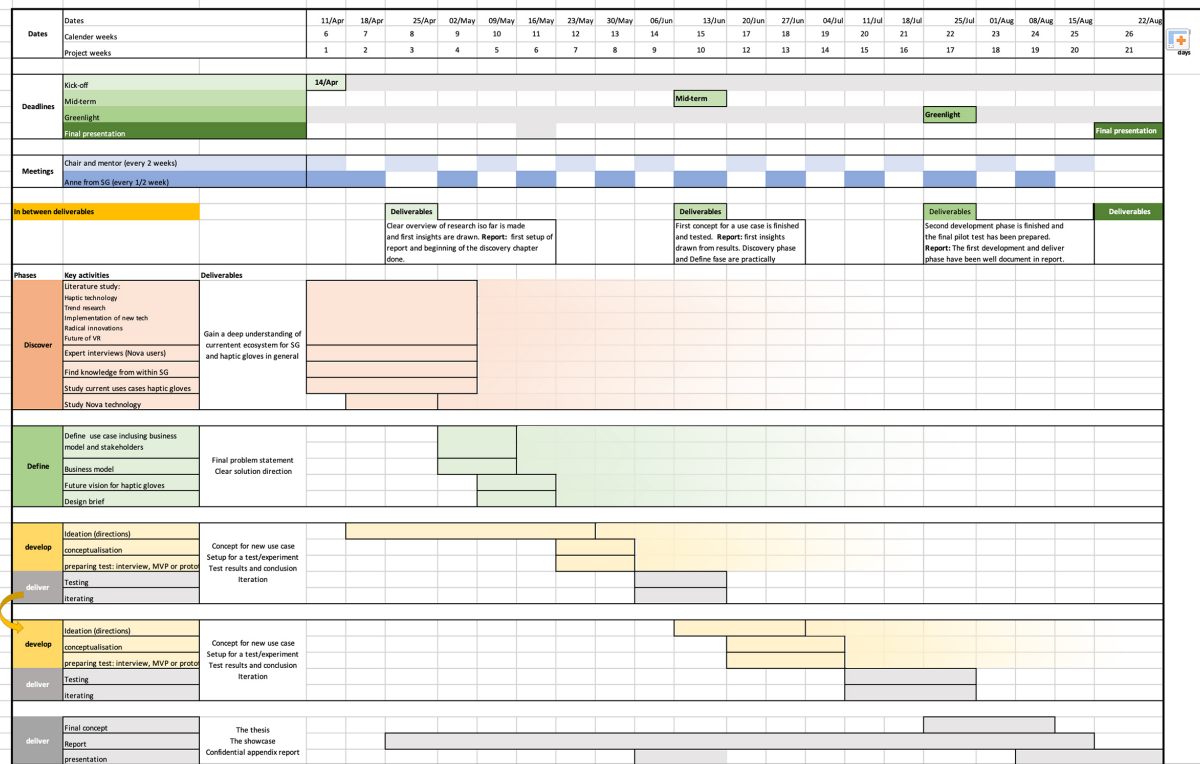 Dates 11/Apr 18/Apr 25/Apr 02/May 09/May 16/May 23/May 30/May 06/Jun 13/Jun 20/Jun 27/Jun 04/Jul 11/Jul 18/Jul 25/Jul 01/Aug 08/Aug 15/Aug 22/Aug
Dates Calender weeks 6 7 8 9 10 11 12 13 14 15 17 18 19 20 21 22 23 24 25 26
Project weeks 1 2 3 4 5 6 7 8 9 10 12 13 14 15 16 17 18 19 20 21
days
Kick-off 14/Apr
Deadlines Mid-term Mid-term
Greenlight Greenlight
Final presentation Final presentation
Chair and mentor (every 2 weeks)
Meetings
Anne from SG (every 1/2 week)
In between deliverables Deliverables Deliverables Deliverables Deliverables
Clear overview of research iso far is made
and first insights are drawn. Report: first setup of
report and beginning of the discovery chapter
done.
First concept for a use case is finished
and tested. Report: first insights
drawn from results. Discovery phase
and Define fase are practically
Second development phase is finished and
the final pilot test has been prepared.
Report: The first development and deliver
phase have been well document in report.
Phases Key activities Deliverables
Discover
Literature study:
Haptic technology
Trend research
Implementation of new tech
Radical innovations
Future of VR
Expert interviews (Nova users)
Find knowledge from within SG
Study current uses cases haptic gloves
Study Nova technology
Gain a deep understanding of
currentent ecosystem for SG
and haptic gloves in general
Define
Define use case inclusing business
model and stakeholders
Business model
Future vision for haptic gloves
Design brief
Final problem statement
Clear solution direction
develop
Ideation (directions)
conceptualisation
preparing test: interview, MVP or protot
deliver
Testing
iterating
Concept for new use case
Setup for a test/experiment
Test results and conclusion
Iteration
develop
Ideation (directions)
conceptualisation
preparing test: interview, MVP or protot
deliver
Testing
iterating
Concept for new use case
Setup for a test/experiment
Test results and conclusion
Iteration
deliver
Final concept
Report
presentation
The thesis
The showcase
Confidential appendix report